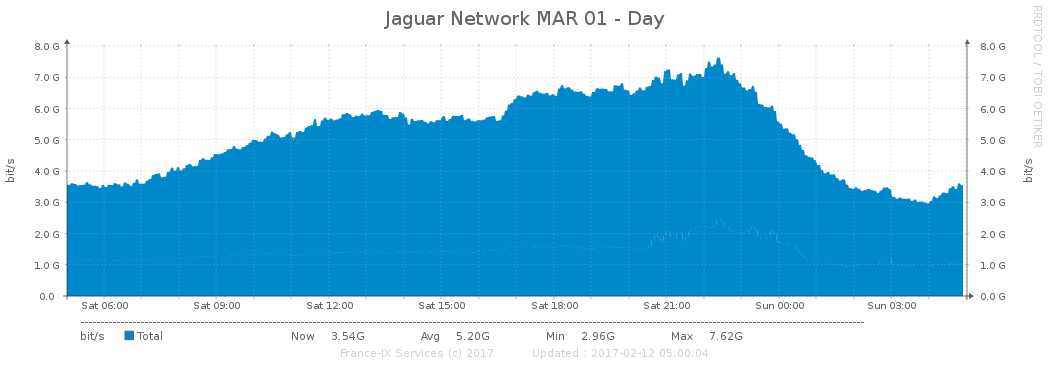 Jaguar Network MAR 01 - Day
RRDTOOL / TOBI OETIKER
8.0 G 8.0 G
7.0 G 7.0 G
6.0 G 6.0 G
5.0 G 5.0 G
4.0 G 4.0 G
3.0 G 3.0 G
2.0 G 2.0 G
1.0 G 1.0 G
0.0 0.0 G
bit/s
bit/s
Sat 06:00 Sat 09:00 Sat 12:00 Sat 15:00 Sat 18:00 Sat 21:00 Sun 00:00 Sun 03:00
bit/s Total Now 3.54G Avg 5.20G Min 2.96G Max 7.62G
France-IX Services (c) 2017 Updated : 2017-02-12 05:00:04